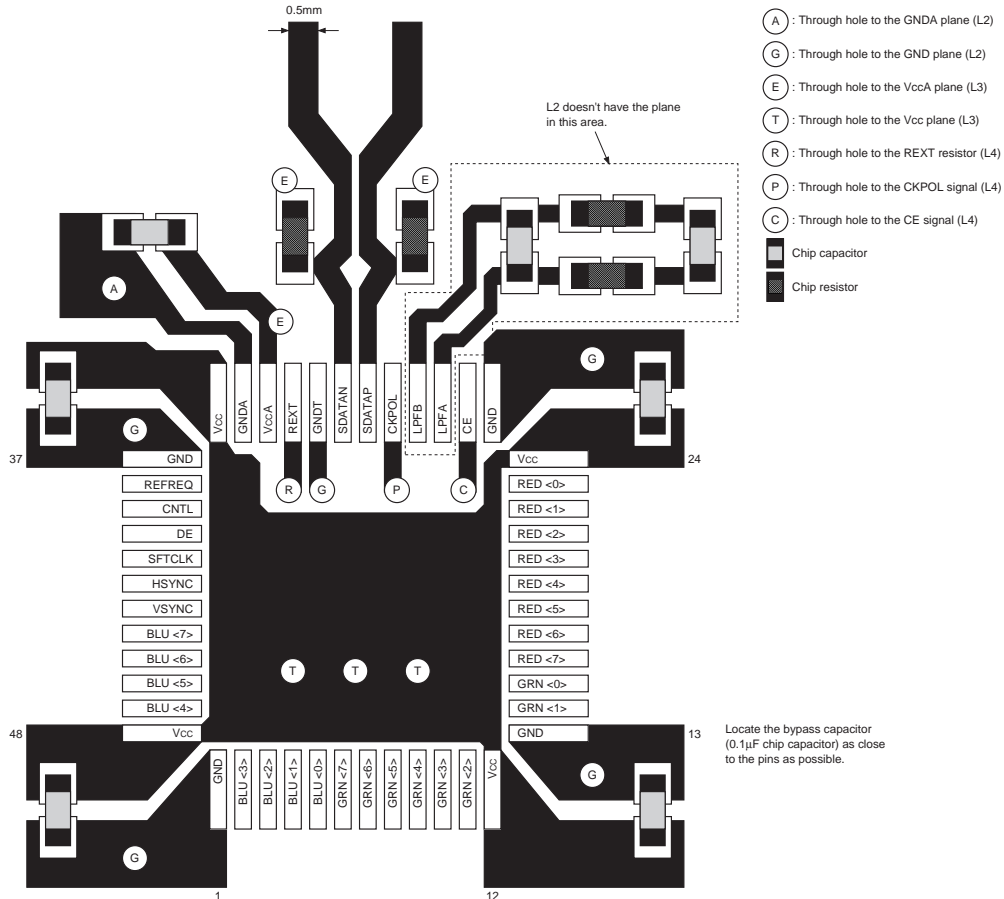 0.5mm
A : Through hole to the GNDA plane (L2)
G : Through hole to the GND plane (L2)
E : Through hole to the VccA plane (L3)
T : Through hole to the Vcc plane (L3)
R : Through hole to the REXT resistor (L4)
P : Through hole to the CKPOL signal (L4)
C : Through hole to the CE signal (L4)
Chip capacitor
Chip resistor
L2 doesn't have the plane
in this area.
E
E
A
E
G
G
Vcc
GNDA
VccA
REXT
GNDT
SDATAN
SDATAP
CKPOL
LPFB
LPFA
CE
GND
R
G
P
C
37
GND
REFREQ
CNTL
DE
SFTCLK
HSYNC
VSYNC
BLU <7>
BLU <6>
BLU <5>
BLU <4>
Vcc
48
24
Vcc
RED <0>
RED <1>
RED <2>
RED <3>
RED <4>
RED <5>
RED <6>
RED <7>
GRN <0>
GRN <1>
GND
13
T
T
T
Locate the bypass capacitor
(0.1µF chip capacitor) as close
to the pins as possible.
G
G
GND
BLU <3>
BLU <2>
BLU <1>
BLU <0>
GRN <7>
GRN <6>
GRN <5>
GRN <4>
GRN <3>
GRN <2>
Vcc
1
12